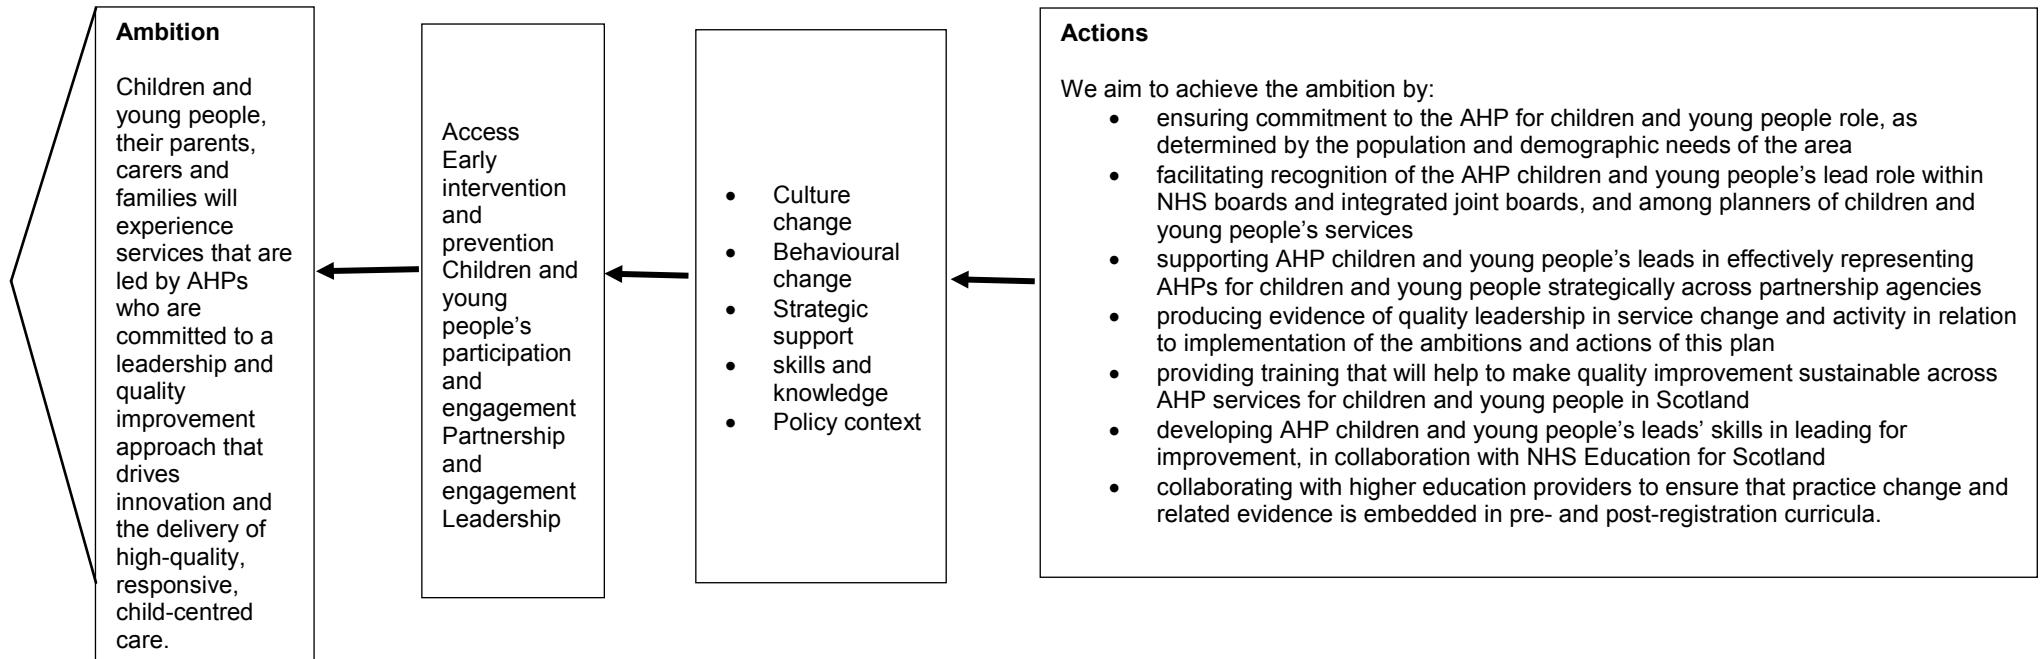 Ambition
Children and
young people,
their parents,
carers and
families will
experience
services that are
led by AHPs
who are
committed to a
leadership and
quality
improvement
approach that
drives
innovation and
the delivery of
high-quality,
responsive,
child-centred
care.
Access
Early
intervention
and
prevention
Children and
young
people's
participation
and
engagement
Partnership
and
engagement
Leadership
• Culture
change
• Behavioural
change
• Strategic
support
• skills and
knowledge
• Policy context
Actions
We aim to achieve the ambition by:
• ensuring commitment to the AHP for children and young people role, as
determined by the population and demographic needs of the area
• facilitating recognition of the AHP children and young people's lead role within
NHS boards and integrated joint boards, and among planners of children and
young people's services
• supporting AHP children and young people's leads in effectively representing
AHPs for children and young people strategically across partnership agencies
• producing evidence of quality leadership in service change and activity in relation
to implementation of the ambitions and actions of this plan
• providing training that will help to make quality improvement sustainable across
AHP services for children and young people in Scotland
• developing AHP children and young people's leads' skills in leading for
improvement, in collaboration with NHS Education for Scotland
• collaborating with higher education providers to ensure that practice change and
related evidence is embedded in pre- and post-registration curricula.